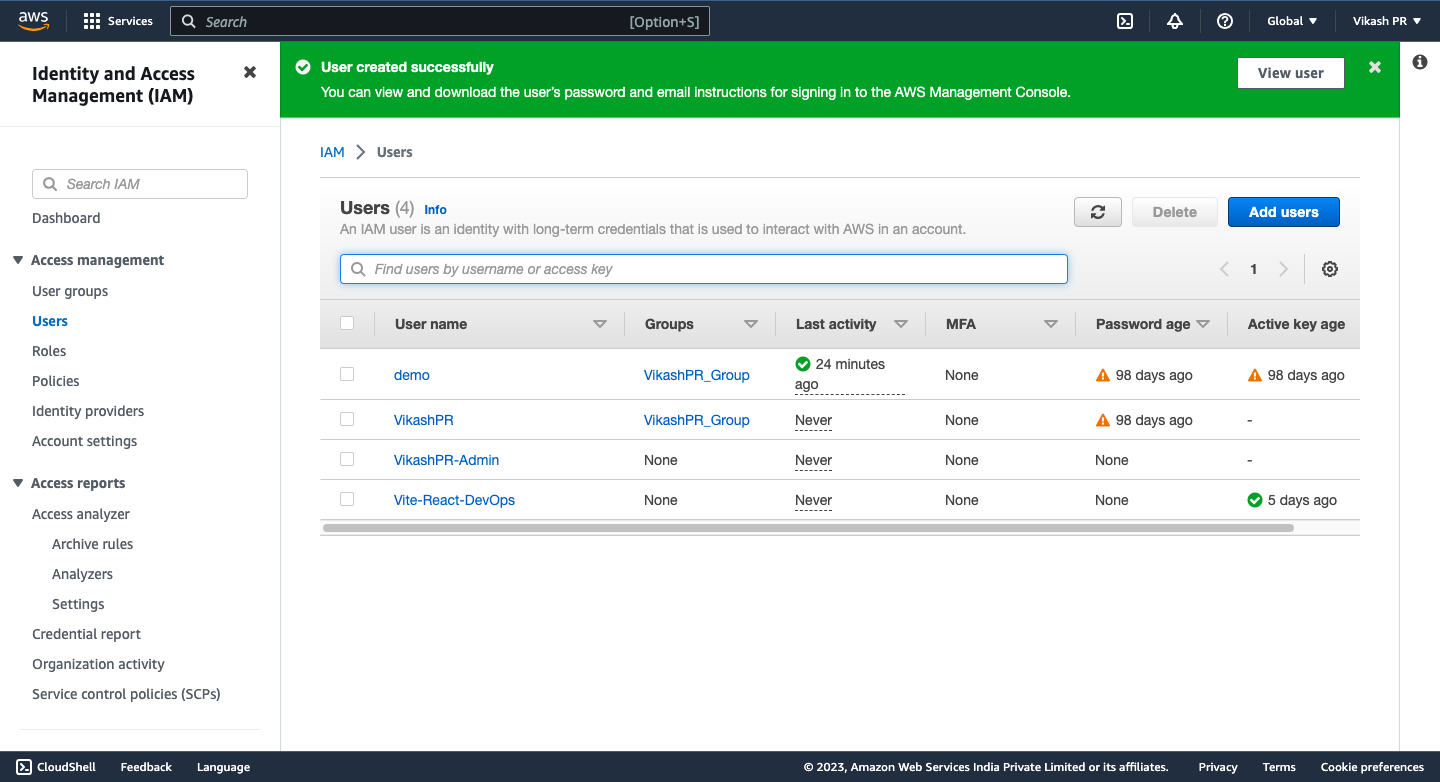 aws
Services
Search
[Option+S]
Global
Vikash PR
Identity and Access
Management (IAM)
Search IAM
Dashboard
Access management
User groups
Users
Roles
Policies
Identity providers
Account settings
Access reports
Access analyzer
Archive rules
Analyzers
Settings
Credential report
Organization activity
Service control policies (SCPs)
User created successfully
You can view and download the user's password and email instructions for signing in to the AWS Management Console.
View user
IAM > Users
Users (4) Info
An IAM user is an identity with long-term credentials that is used to interact with AWS in an account.
Delete
Add users
Find users by username or access key
1
User name Groups Last activity MFA Password age Active key age
demo VikashPR_Group 24 minutes ago None 98 days ago 98 days ago
VikashPR VikashPR_Group Never None 98 days ago -
VikashPR-Admin None Never None None -
Vite-React-DevOps None Never None None 5 days ago
CloudShell Feedback Language © 2023, Amazon Web Services India Private Limited or its affiliates. Privacy Terms Cookie preferences